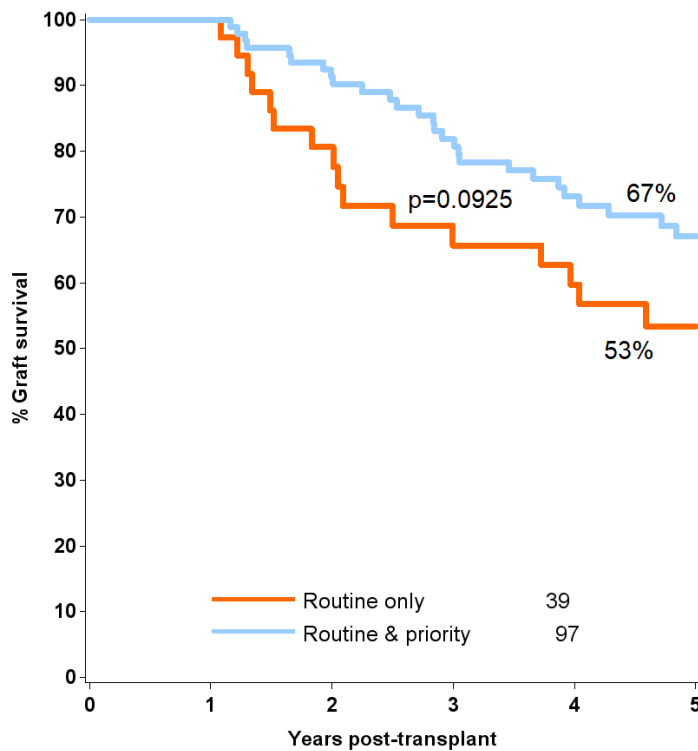 100
90
80
70
60
50
40
30
20
10
0
% Graft survival
p=0.0925
67%
53%
Routine only 39
Routine & priority 97
0 1 2 3 4 5
Years post-transplant